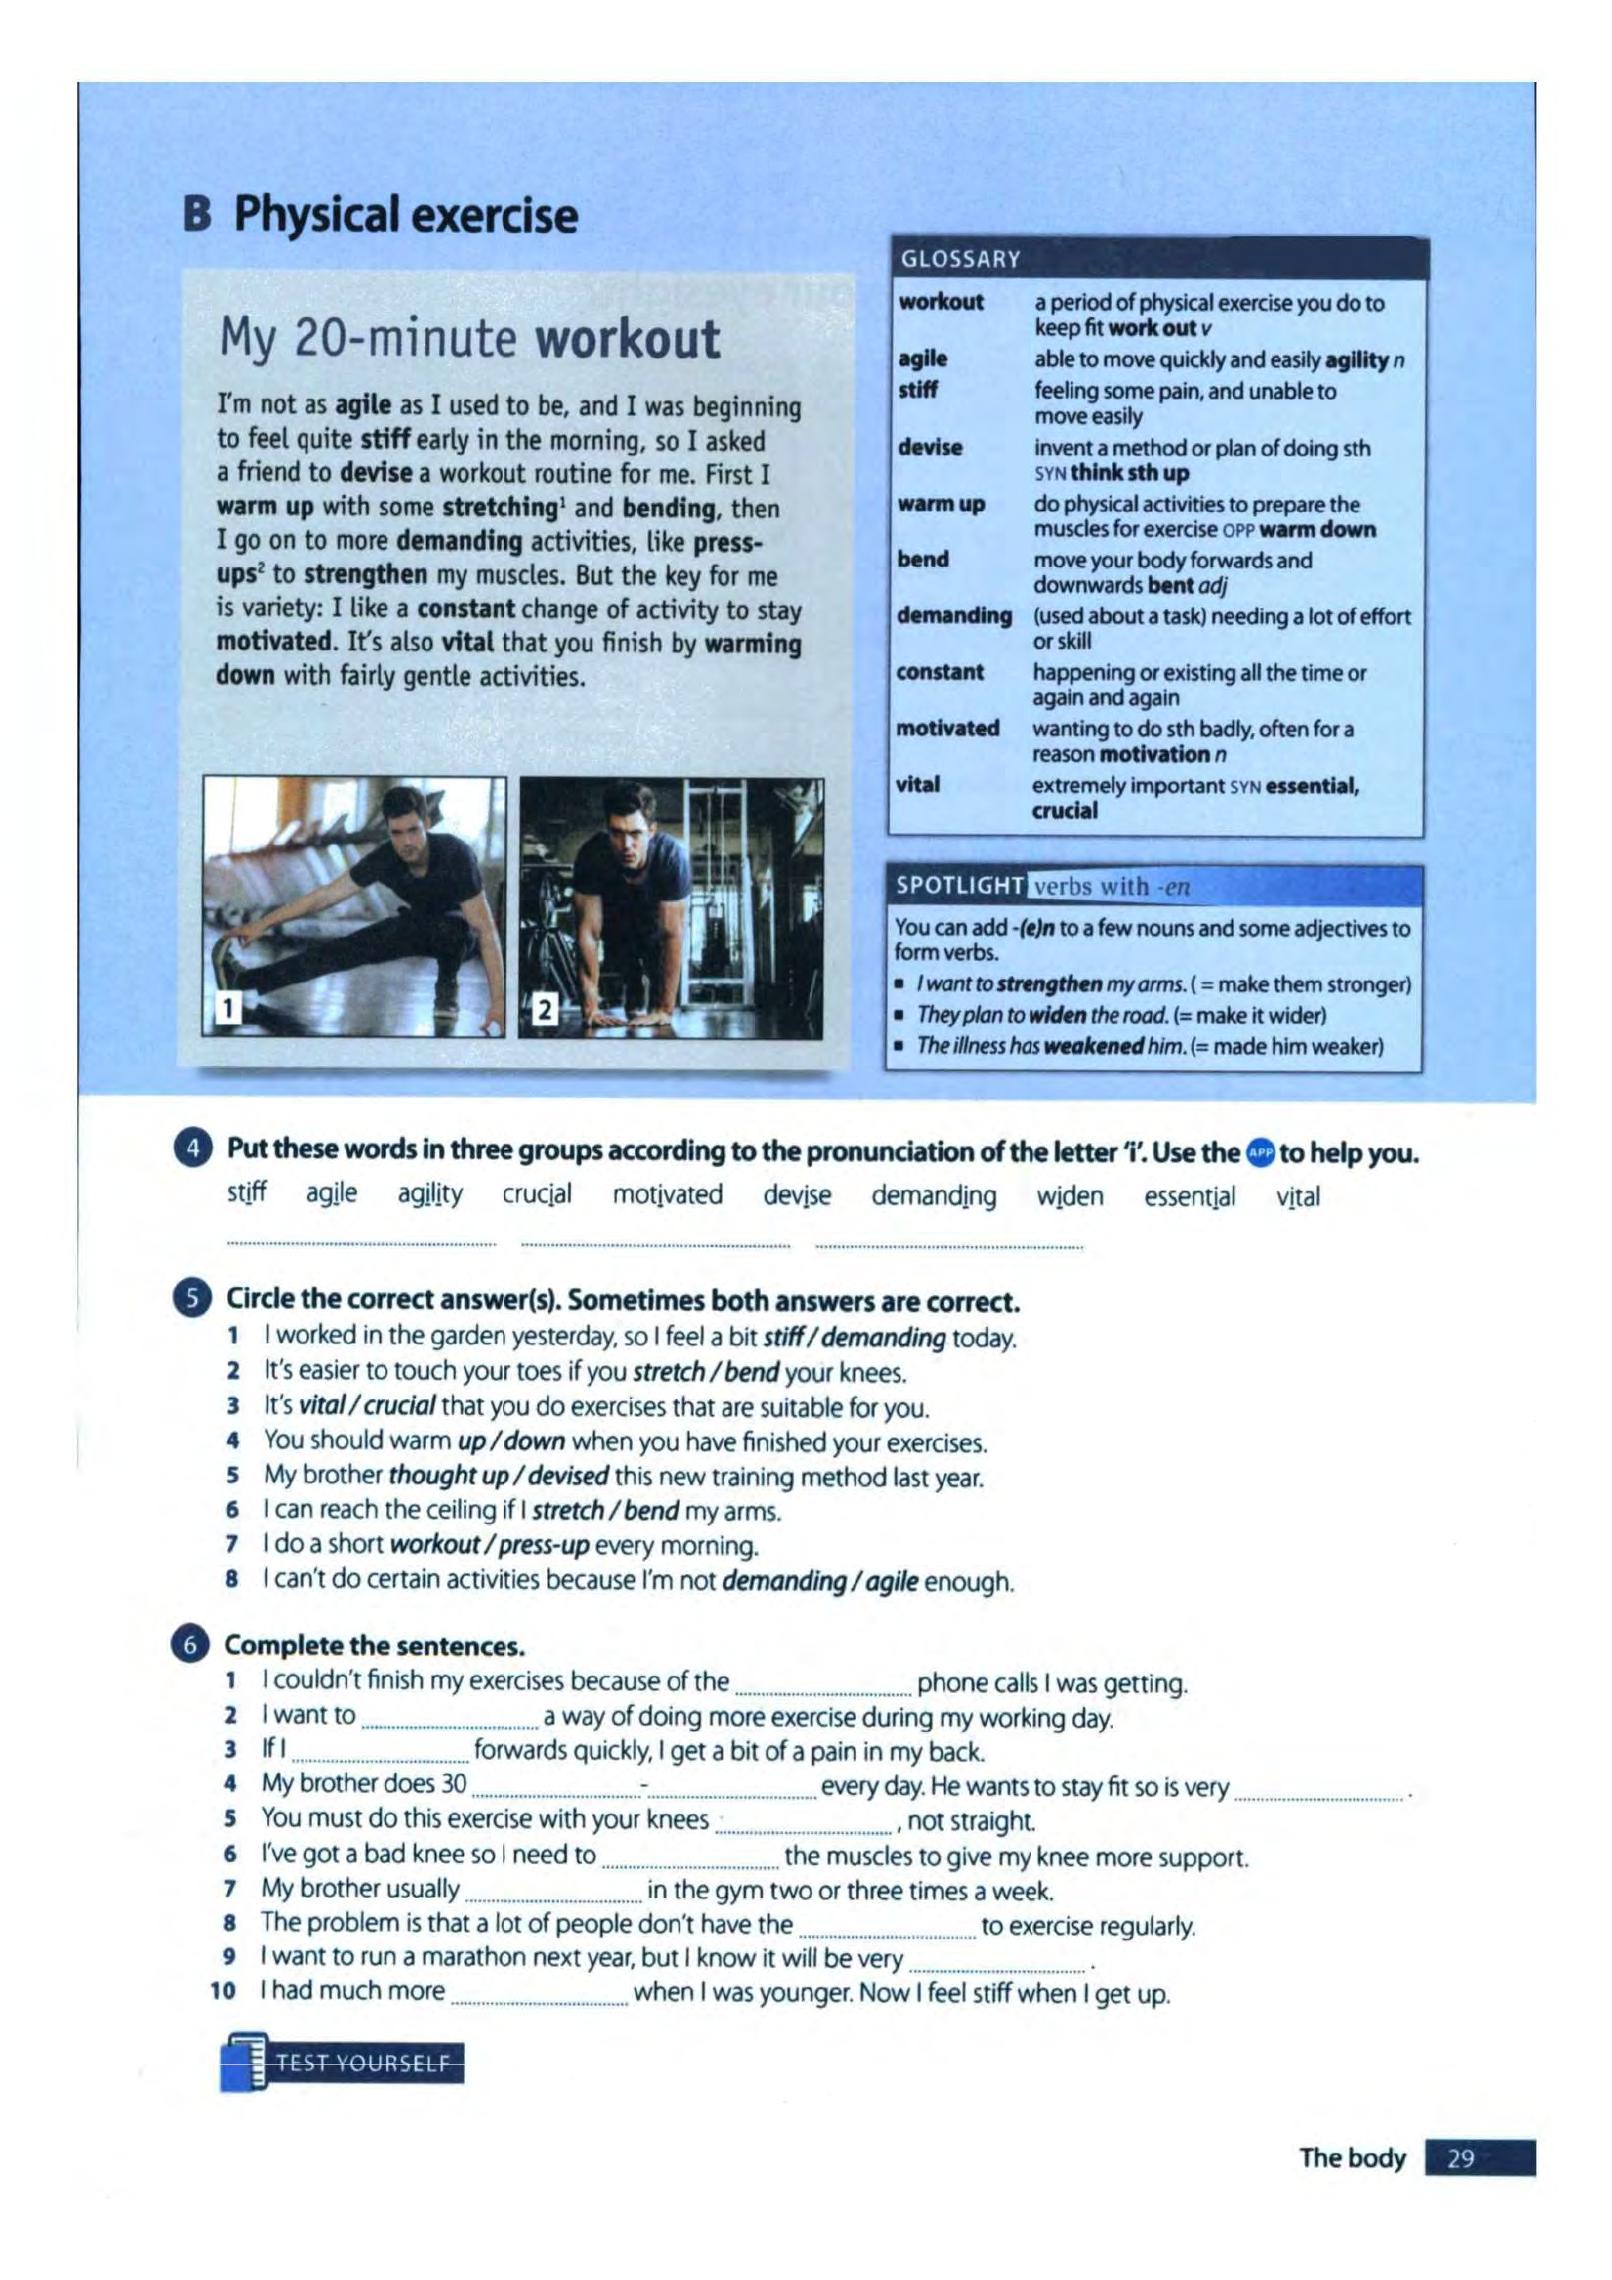 B Physical exercise
My 20-minute workout
I'm not as agile as I used to be, and I was beginning
to feel quite stiff early in the morning, so I asked
a friend to devise a workout routine for me. First I
warm up with some stretching¹ and bending, then
I go on to more demanding activities, like press-
ups² to strengthen my muscles. But the key for me
is variety: I like a constant change of activity to stay
motivated. It's also vital that you finish by warming
down with fairly gentle activities.
1
2
GLOSSARY
workout a period of physical exercise you do to
keep fit work out v
agile able to move quickly and easily agility n
stiff feeling some pain, and unable to
move easily
devise invent a method or plan of doing sth
SYN think sth up
warm up do physical activities to prepare the
muscles for exercise OPP warm down
bend move your body forwards and
downwards bent adj
demanding (used about a task) needing a lot of effort
or skill
constant happening or existing all the time or
again and again
motivated wanting to do sth badly, often for a
reason motivation n
vital extremely important SYN essential,
crucial
SPOTLIGHT verbs with -en
You can add -(e)n to a few nouns and some adjectives to
form verbs.
▪ I want to strengthen my arms. (= make them stronger)
▪ They plan to widen the road. (= make it wider)
▪ The illness has weakened him. (= made him weaker)
4 Put these words in three groups according to the pronunciation of the letter 'i'. Use the APP to help you.
stiff agile agility crucial motivated devise demanding widen essential vital
5 Circle the correct answer(s). Sometimes both answers are correct.
1 I worked in the garden yesterday, so I feel a bit stiff / demanding today.
2 It's easier to touch your toes if you stretch / bend your knees.
3 It's vital / crucial that you do exercises that are suitable for you.
4 You should warm up / down when you have finished your exercises.
5 My brother thought up / devised this new training method last year.
6 I can reach the ceiling if I stretch / bend my arms.
7 I do a short workout / press-up every morning.
8 I can't do certain activities because I'm not demanding / agile enough.
6 Complete the sentences.
1 I couldn't finish my exercises because of the .............................. phone calls I was getting.
2 I want to .............................. a way of doing more exercise during my working day.
3 If I .............................. forwards quickly, I get a bit of a pain in my back.
4 My brother does 30 ..............................-.............................. every day. He wants to stay fit so is very .............................. .
5 You must do this exercise with your knees .............................. , not straight.
6 I've got a bad knee so I need to .............................. the muscles to give my knee more support.
7 My brother usually .............................. in the gym two or three times a week.
8 The problem is that a lot of people don't have the .............................. to exercise regularly.
9 I want to run a marathon next year, but I know it will be very .............................. .
10 I had much more .............................. when I was younger. Now I feel stiff when I get up.
TEST YOURSELF
The body 29